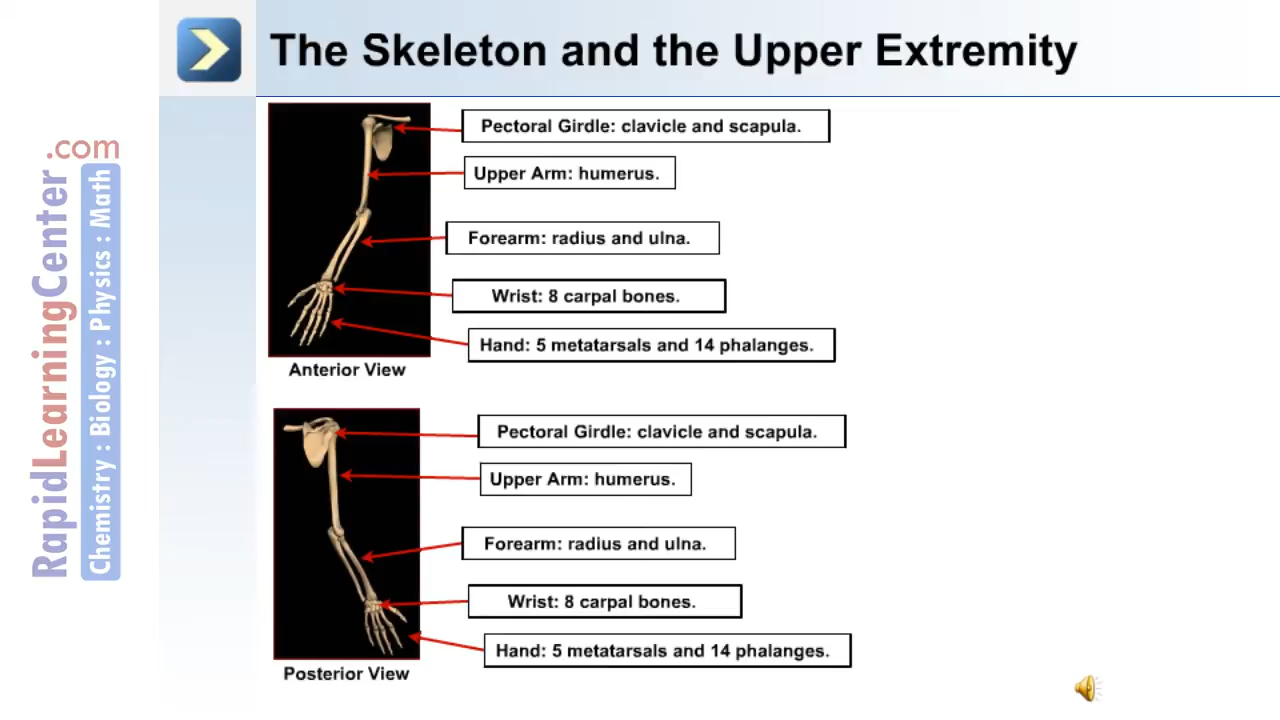 The Skeleton and the Upper Extremity
Pectoral Girdle: clavicle and scapula.
Upper Arm: humerus.
Forearm: radius and ulna.
Wrist: 8 carpal bones.
Hand: 5 metatarsals and 14 phalanges.
Anterior View
Pectoral Girdle: clavicle and scapula.
Upper Arm: humerus.
Forearm: radius and ulna.
Wrist: 8 carpal bones.
Hand: 5 metatarsals and 14 phalanges.
Posterior View
RapidLearningCenter.com
Chemistry : Biology : Physics : Math